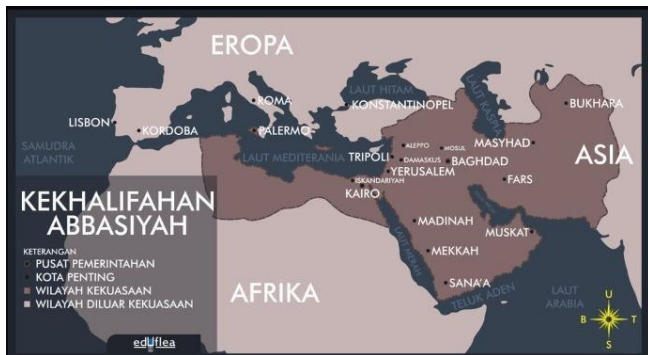 EROPA
ROMA
LAUT HITAM
KONSTANTINOPEL
LAUT KASPIA
BUKHARA
LISBON
KORDOBA
PALERMO
SAMUDRA
ATLANTIK
LAUT MEDITERANIA
TRIPOLI
ALEPPO
MOSUL
MASYHAD
ASIA
DAMASKUS
BAGHDAD
YERUSALEM
ISKANDARIYAH
KAIRO
FARS
MADINAH
MUSKAT
MEKKAH
LAUT MERAH
SANA'A
TELUK ADEN
LAUT
ARABIA
AFRIKA
KEKHALIFAHAN
ABBASIYAH
KETERANGAN
PUSAT PEMERINTAHAN
KOTA PENTING
WILAYAH KEKUASAAN
WILAYAH DILUAR KEKUASAAN
eduflea
U
B
T
S